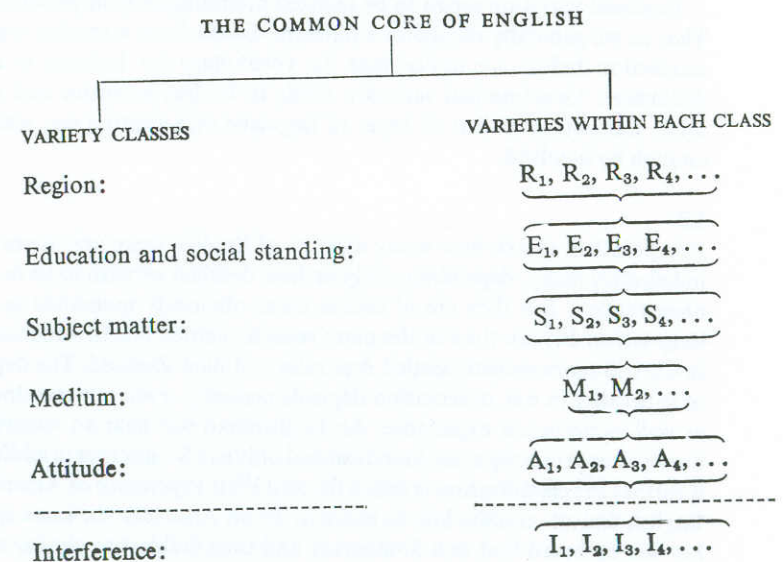 THE COMMON CORE OF ENGLISH
VARIETY CLASSES VARIETIES WITHIN EACH CLASS
Region: R₁, R₂, R₃, R₄, . . .
Education and social standing: E₁, E₂, E₃, E₄, . . .
Subject matter: S₁, S₂, S₃, S₄, . . .
Medium: M₁, M₂, . . .
Attitude: A₁, A₂, A₃, A₄, . . .
Interference: I₁, I₂, I₃, I₄, . . .